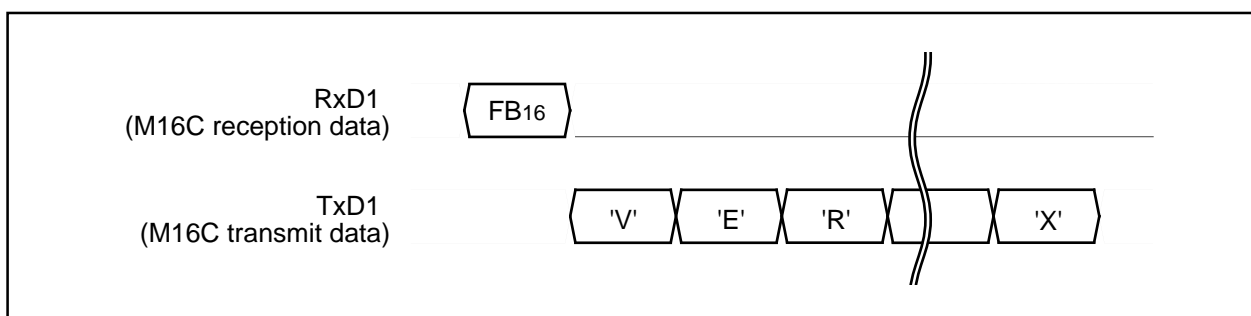 RxD1
(M16C reception data)
FB16
TxD1
(M16C transmit data)
'V' 'E' 'R' 'X'